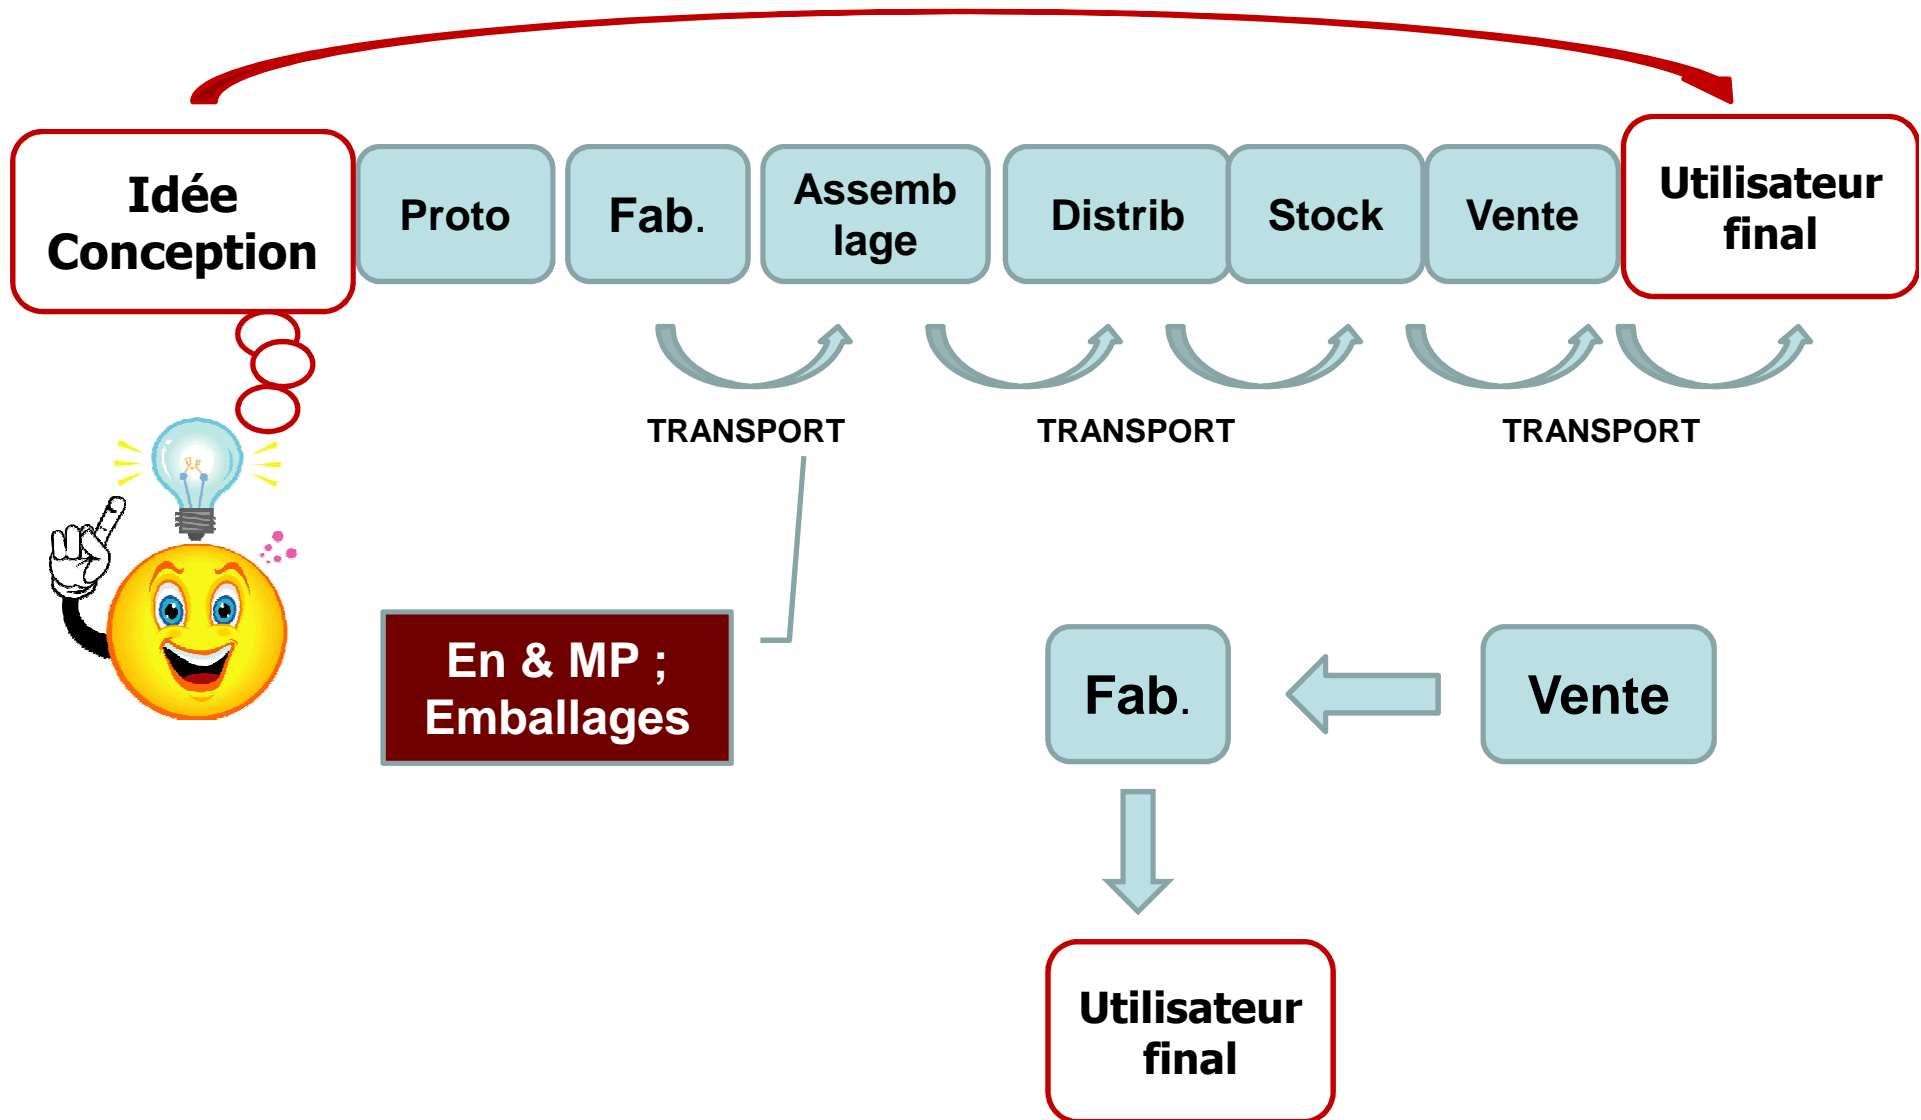 Idée
Conception
Proto
Fab.
Assemb
lage
Distrib
Stock
Vente
Utilisateur
final
TRANSPORT
TRANSPORT
TRANSPORT
En & MP ;
Emballages
Fab.
Vente
Utilisateur
final